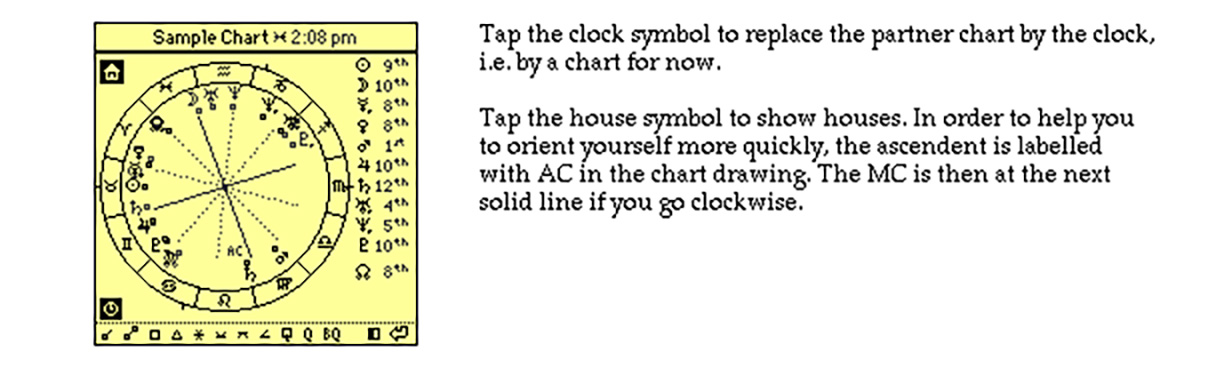 Sample Chart 2:08 pm
9th
10th
8th
8th
1st
10th
12th
4th
5th
10th
8th
AC
Q BQ
Tap the clock symbol to replace the partner chart by the clock,
i.e. by a chart for now.
Tap the house symbol to show houses. In order to help you
to orient yourself more quickly, the ascendent is labelled
with AC in the chart drawing. The MC is then at the next
solid line if you go clockwise.